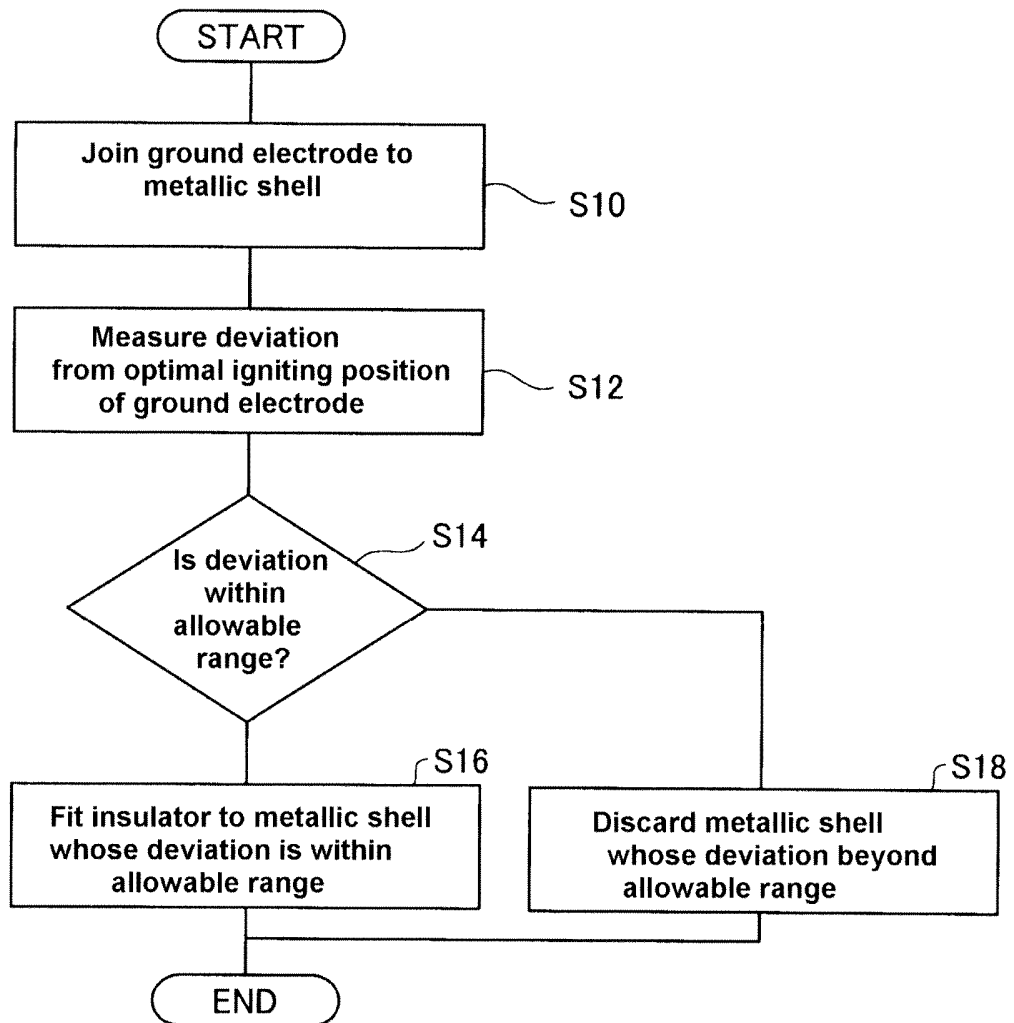 START
Join ground electrode to
metallic shell
S10
Measure deviation
from optimal igniting position
of ground electrode
S12
S14
Is deviation
within
allowable
range?
S16
Fit insulator to metallic shell
whose deviation is within
allowable range
S18
Discard metallic shell
whose deviation beyond
allowable range
END